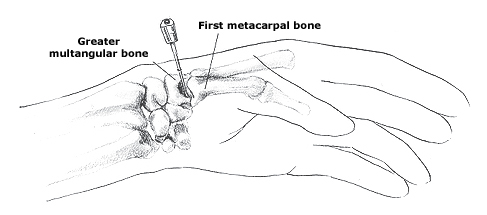 First metacarpal bone
Greater
multangular bone